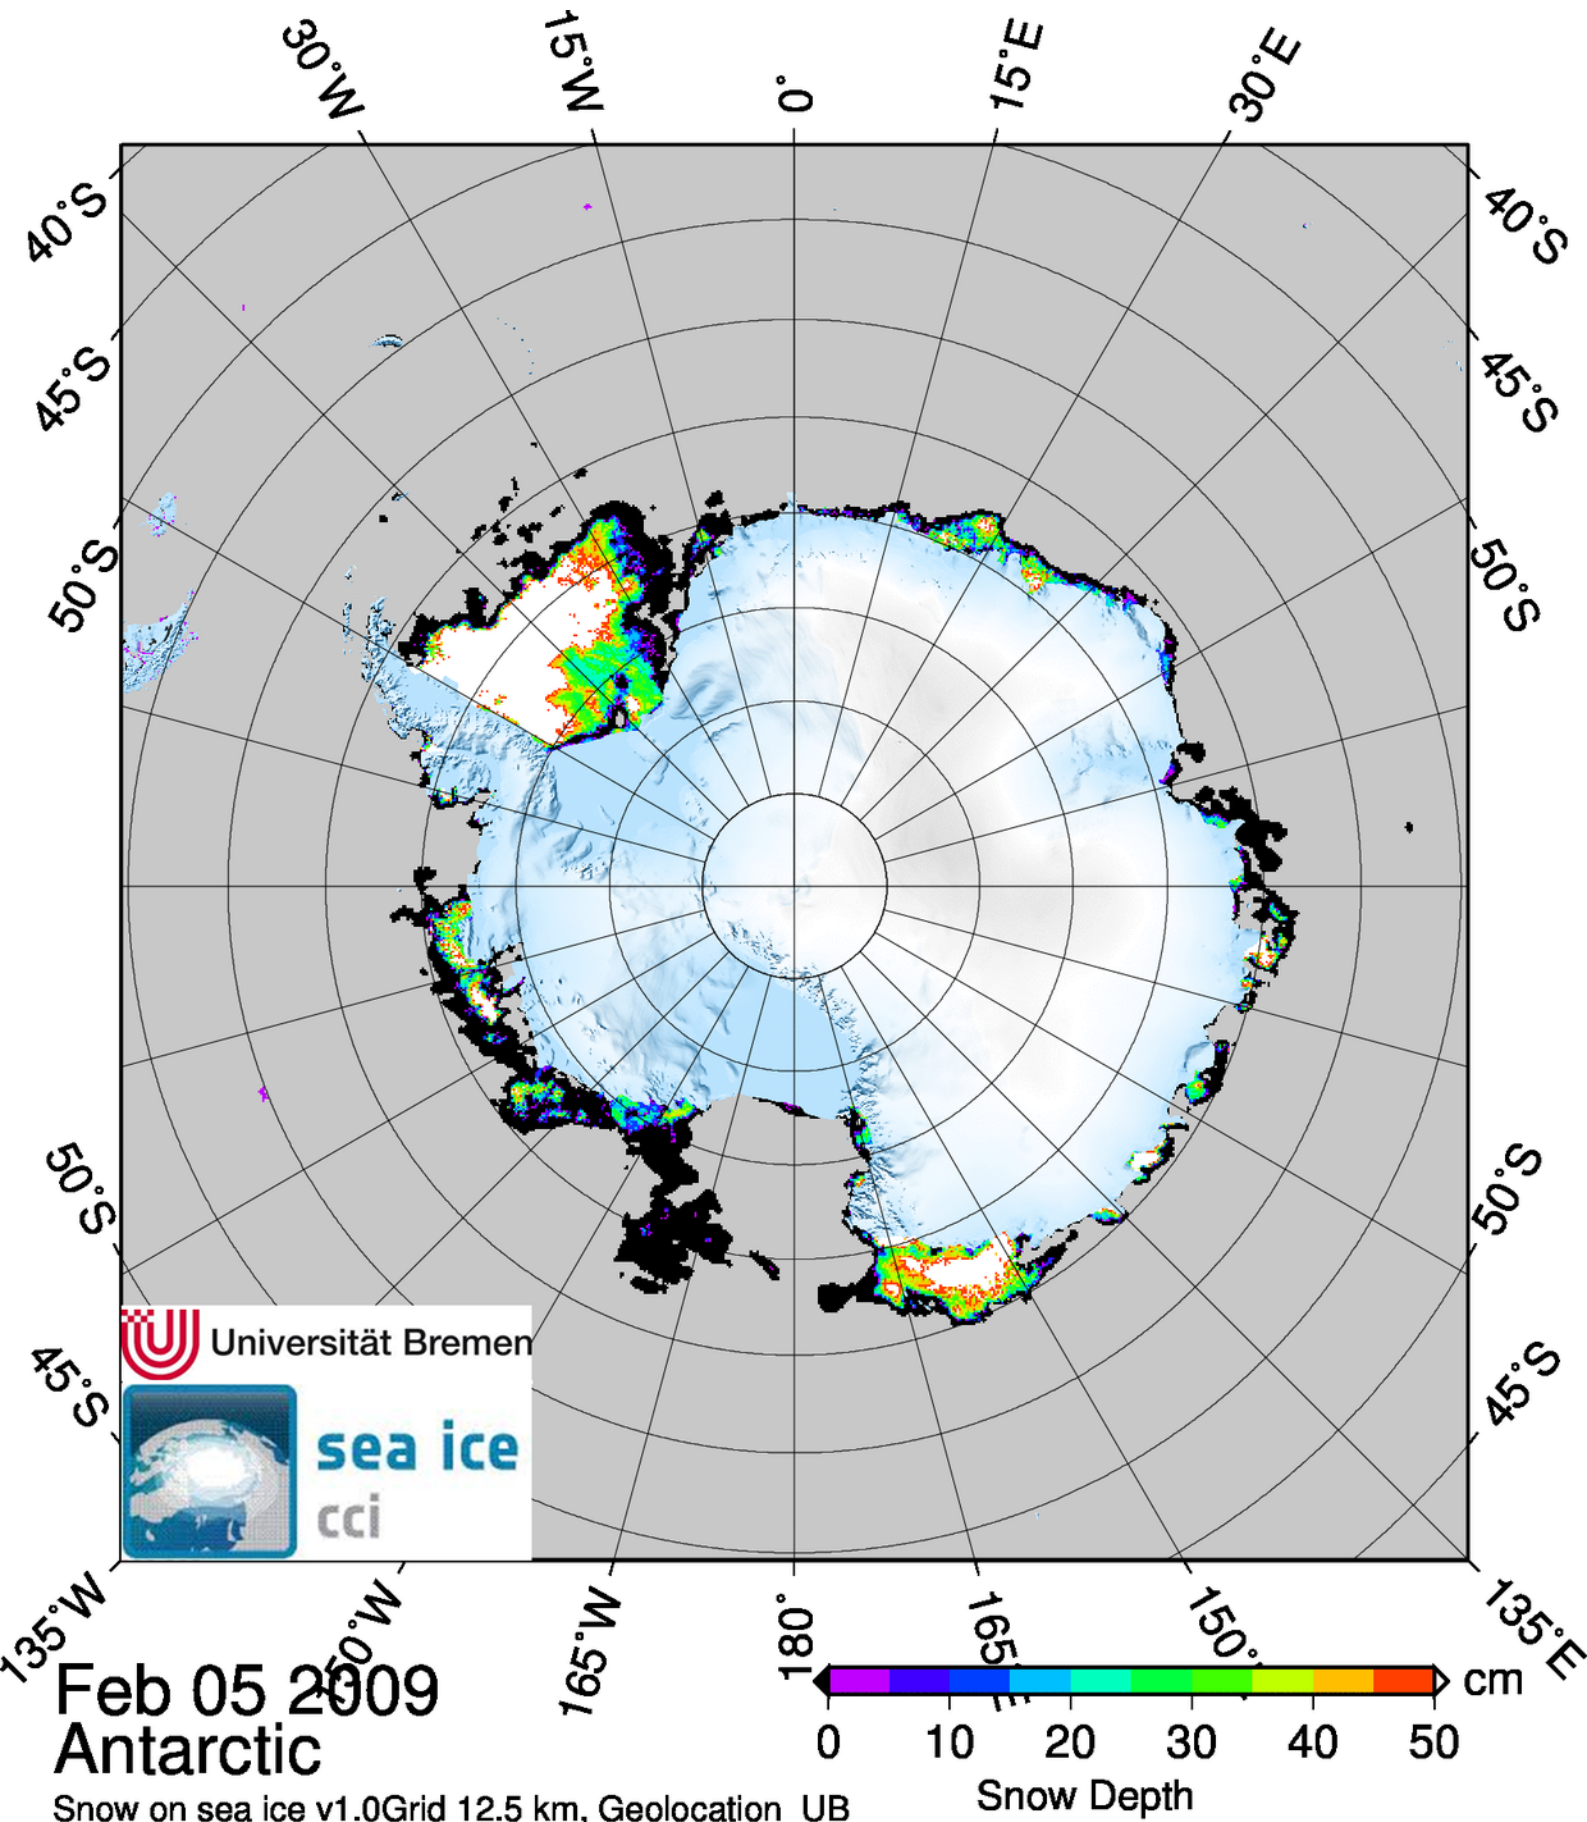 30°W 15°W 0° 15°E 30°E
40°S 40°S
45°S 45°S
50°S 50°S
50°S 50°S
45°S 45°S
Universität Bremen
sea ice
cci
135°W 165°W 180° 135°E
Feb 05 2009
Antarctic
Snow on sea ice v1.0Grid 12.5 km, Geolocation UB
cm
0 10 20 30 40 50
Snow Depth